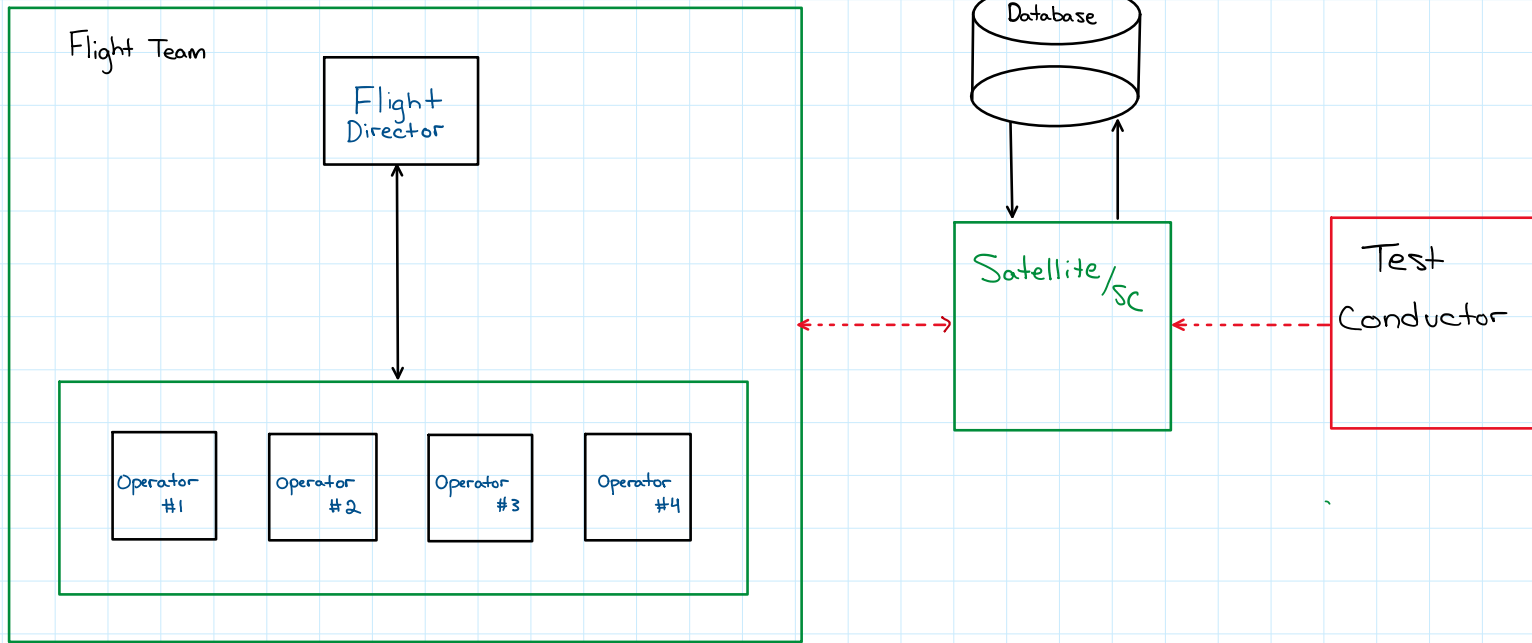 Flight Team
Flight
Director
Operator
#1
Operator
#2
Operator
#3
Operator
#4
Database
Satellite/SC
Test
Conductor